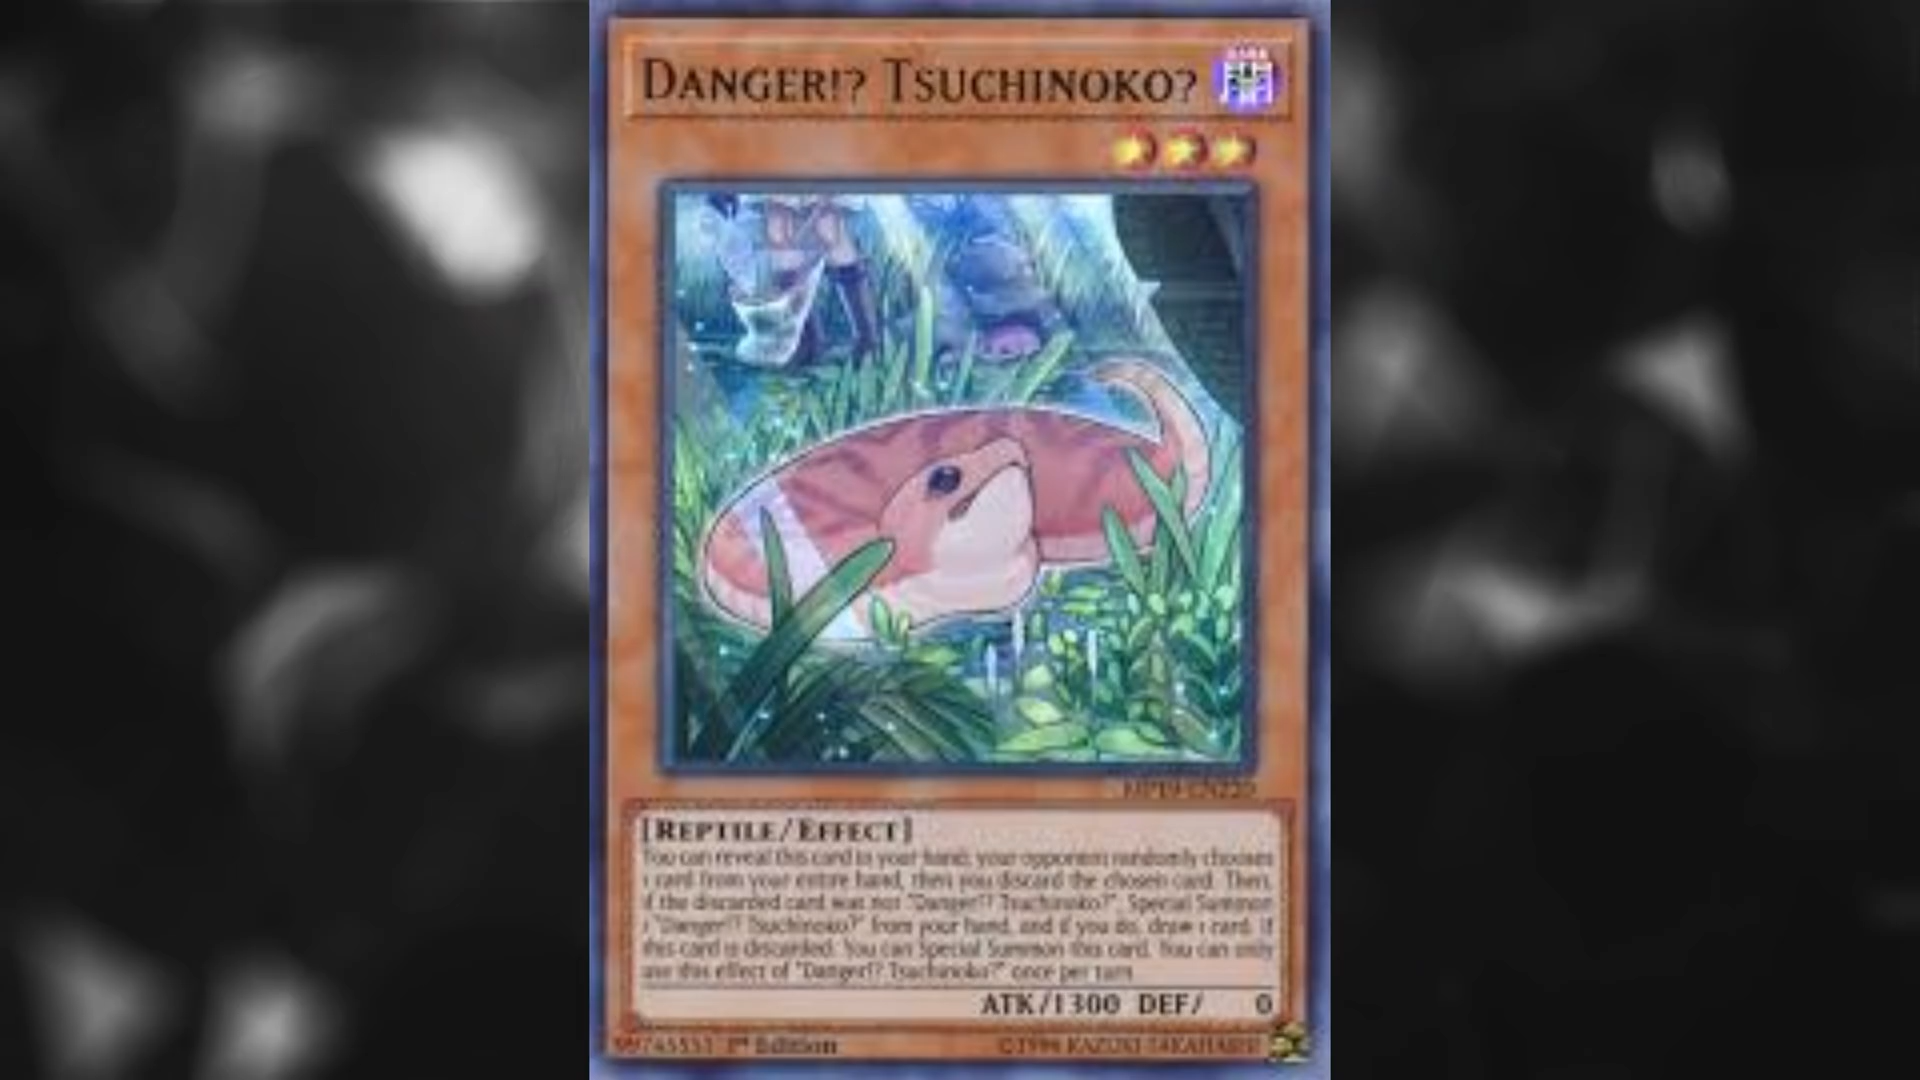 DANGER!? TSUCHINOKO?
MP19-EN220
[REPTILE/EFFECT]
You can reveal this card in your hand; your opponent randomly chooses
1 card from your entire hand, then you discard the chosen card. Then,
if the discarded card was not "Danger!? Tsuchinoko?", Special Summon
1 "Danger!? Tsuchinoko?" from your hand, and if you do, draw 1 card. If
this card is discarded: You can Special Summon this card. You can only
use this effect of "Danger!? Tsuchinoko?" once per turn.
ATK/1300 DEF/ 0
1st Edition
©1996 KAZUKI TAKAHASHI